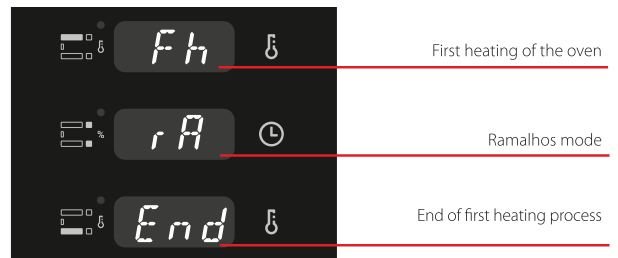 Fh
First heating of the oven
%
rA
Ramalhos mode
End
End of first heating process